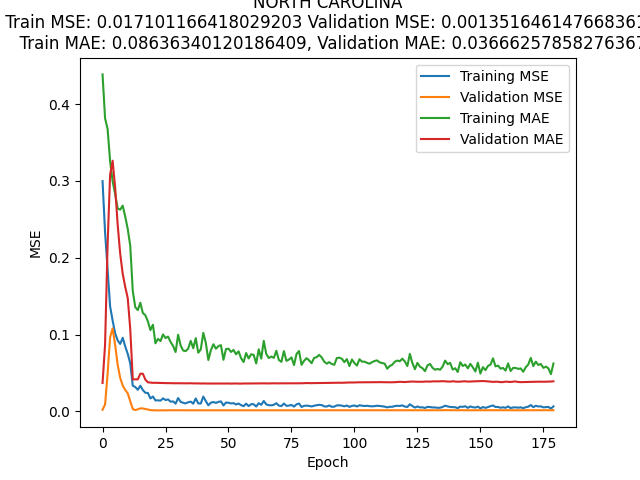 NORTH CAROLINA
Train MSE: 0.017101166418029203 Validation MSE: 0.001351646147668361
Train MAE: 0.08636340120186409, Validation MAE: 0.03666257858276367
Training MSE
Validation MSE
Training MAE
Validation MAE
0.4
0.3
0.2
0.1
0.0
MSE
0 25 50 75 100 125 150 175
Epoch